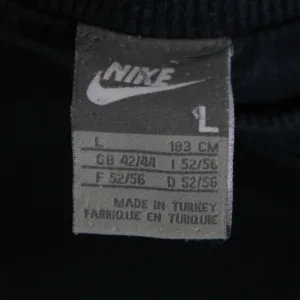 NIKE
L
L 183 CM
GB 42/44 I 52/56
F 52/56 D 52/56
MADE IN TURKEY
FABRIQUE EN TURQUIE